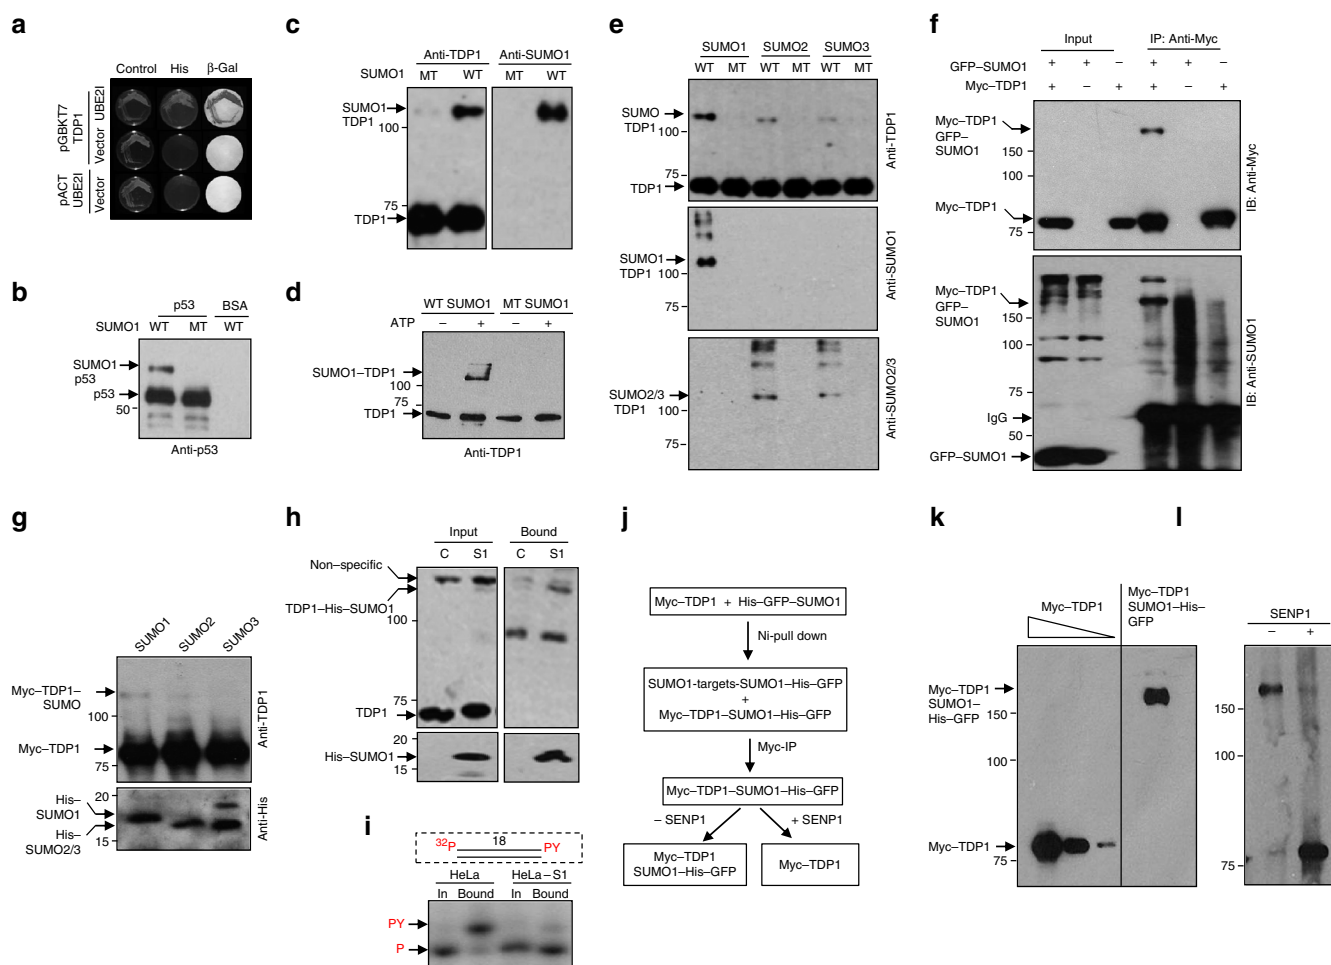 a
Control His β-Gal
pGBKT7
TDP1
UBE2I
Vector
pACT
UBE2I
Vector
b
p53 BSA
SUMO1 WT MT WT
SUMO1
p53
p53
50
Anti-p53
c
Anti-TDP1 Anti-SUMO1
SUMO1 MT WT MT WT
SUMO1
TDP1
100
75
TDP1
d
WT SUMO1 MT SUMO1
ATP – + – +
SUMO1–TDP1
100
75
TDP1
Anti-TDP1
e
SUMO1 SUMO2 SUMO3
WT MT WT MT WT MT
SUMO
TDP1
100
75
TDP1
Anti-TDP1
SUMO1
TDP1
100
75
Anti-SUMO1
SUMO2/3
TDP1
100
75
Anti-SUMO2/3
f
Input IP: Anti-Myc
GFP–SUMO1 + + – + + –
Myc–TDP1 + – + + – +
Myc–TDP1
GFP–
SUMO1
150
100
Myc–TDP1
75
IB: Anti-Myc
Myc–TDP1
GFP–
SUMO1
150
100
75
IgG
50
GFP–SUMO1
IB: Anti-SUMO1
g
SUMO1 SUMO2 SUMO3
Myc–TDP1–
SUMO
100
Myc–TDP1
75
Anti-TDP1
20
His–
SUMO1
His–
SUMO2/3
15
Anti-His
h
Input Bound
C S1 C S1
Non–specific
TDP1–His–SUMO1
100
75
TDP1
20
His–SUMO1
15
i
32P 18 PY
HeLa HeLa–S1
In Bound In Bound
PY
P
j
Myc–TDP1 + His–GFP–SUMO1
Ni-pull down
SUMO1-targets-SUMO1–His–GFP
+
Myc–TDP1–SUMO1–His–GFP
Myc-IP
Myc–TDP1–SUMO1–His–GFP
– SENP1 + SENP1
Myc–TDP1
SUMO1–His–GFP
Myc–TDP1
k
Myc–TDP1
Myc–TDP1
SUMO1–His–
GFP
Myc–TDP1
SUMO1–
His–GFP
150
100
Myc–TDP1
75
l
SENP1
– +
150
100
75